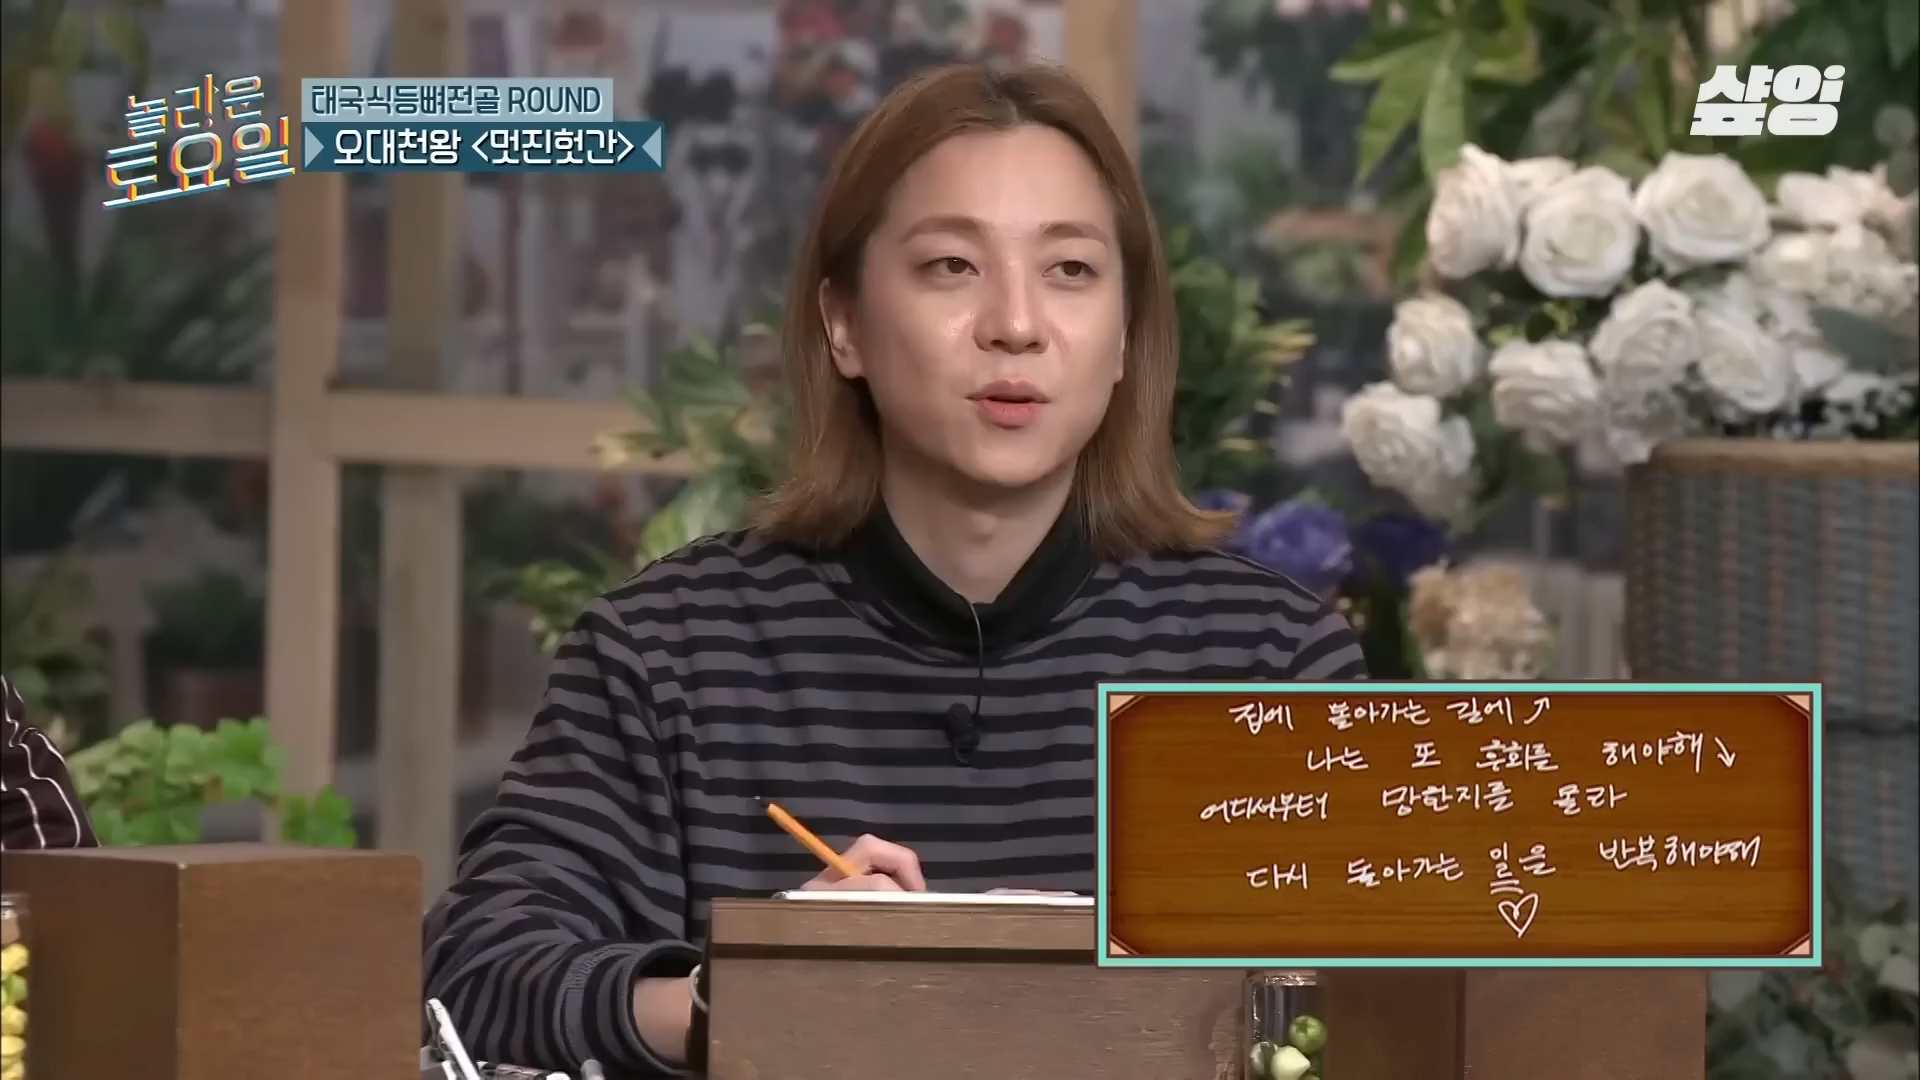 놀라운
토요일
태국식등뼈전골 ROUND
오대천왕 <멋진헛간>
샾잉
집에 돌아가는 길에↗
나는 또 후회를 해야해↘
어디서부터 망한지를 몰라
다시 돌아가는 일을 반복해야해
♡